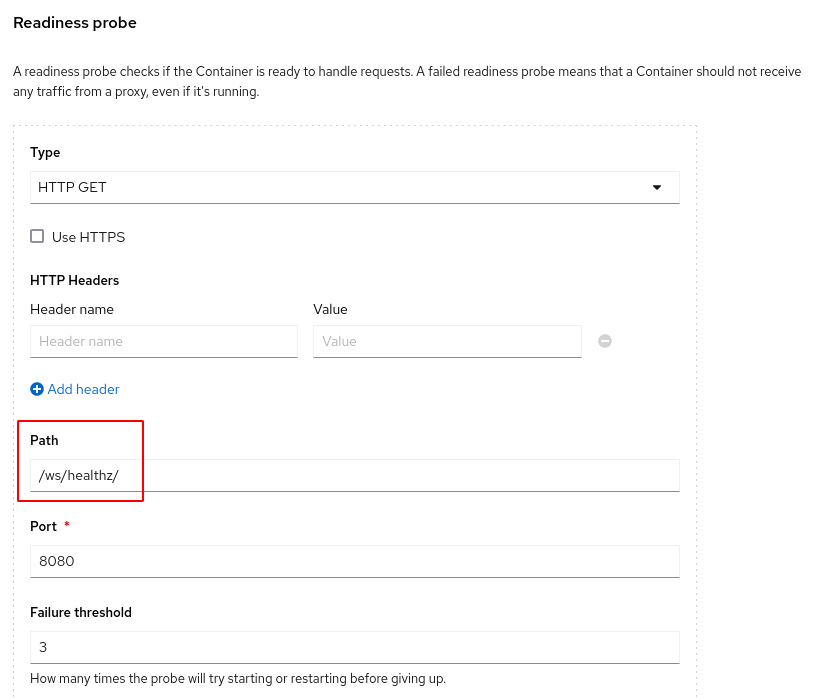 Readiness probe
A readiness probe checks if the Container is ready to handle requests. A failed readiness probe means that a Container should not receive
any traffic from a proxy, even if it's running.
Type
HTTP GET
Use HTTPS
HTTP Headers
Header name Value
Header name Value
Add header
Path
/ws/healthz/
Port *
8080
Failure threshold
3
How many times the probe will try starting or restarting before giving up.